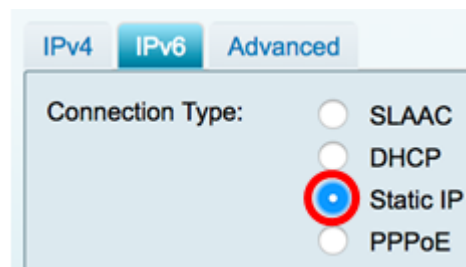 IPv4 IPv6 Advanced
Connection Type: SLAAC
DHCP
Static IP
PPPoE